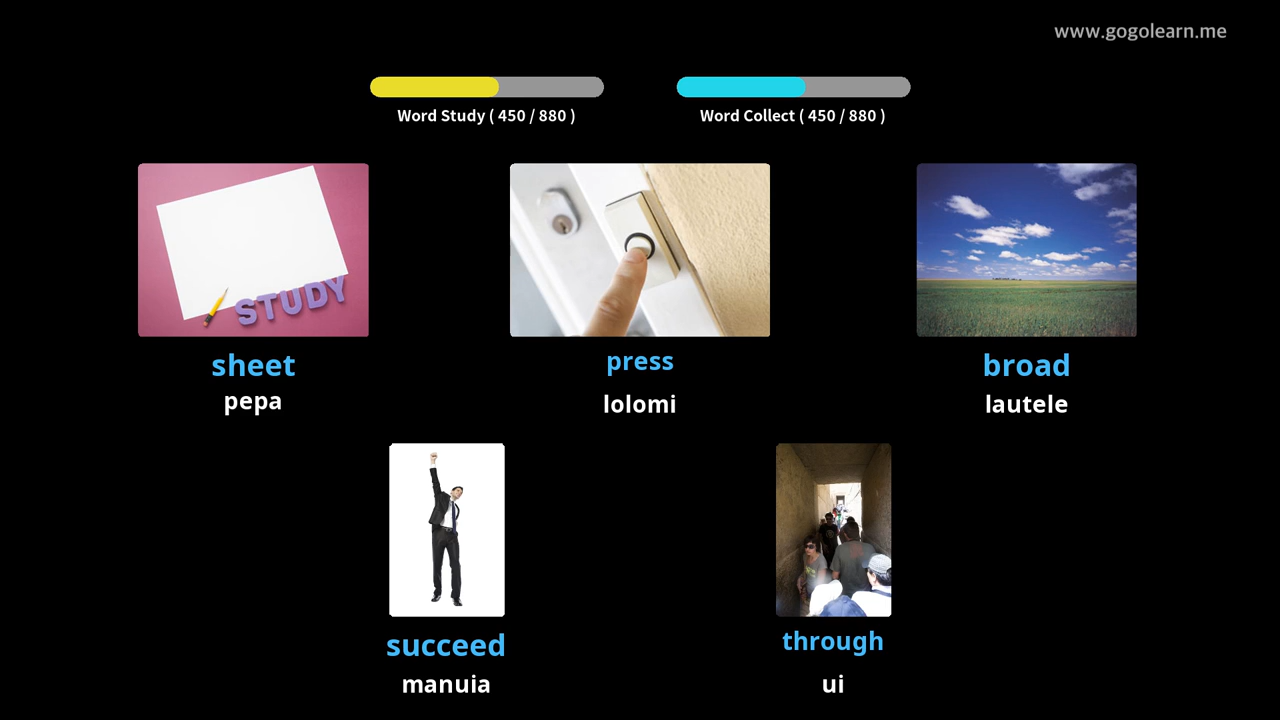 www.gogolearn.me
Word Study ( 450 / 880 )
Word Collect ( 450 / 880 )
STUDY
sheet
pepa
press
lolomi
broad
lautele
succeed
manuia
through
ui